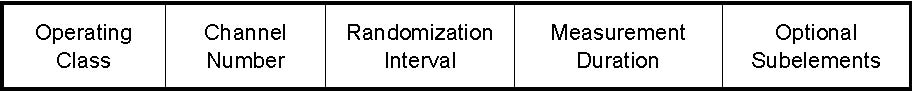 Operating
Class
Channel
Number
Randomization
Interval
Measurement
Duration
Optional
Subelements